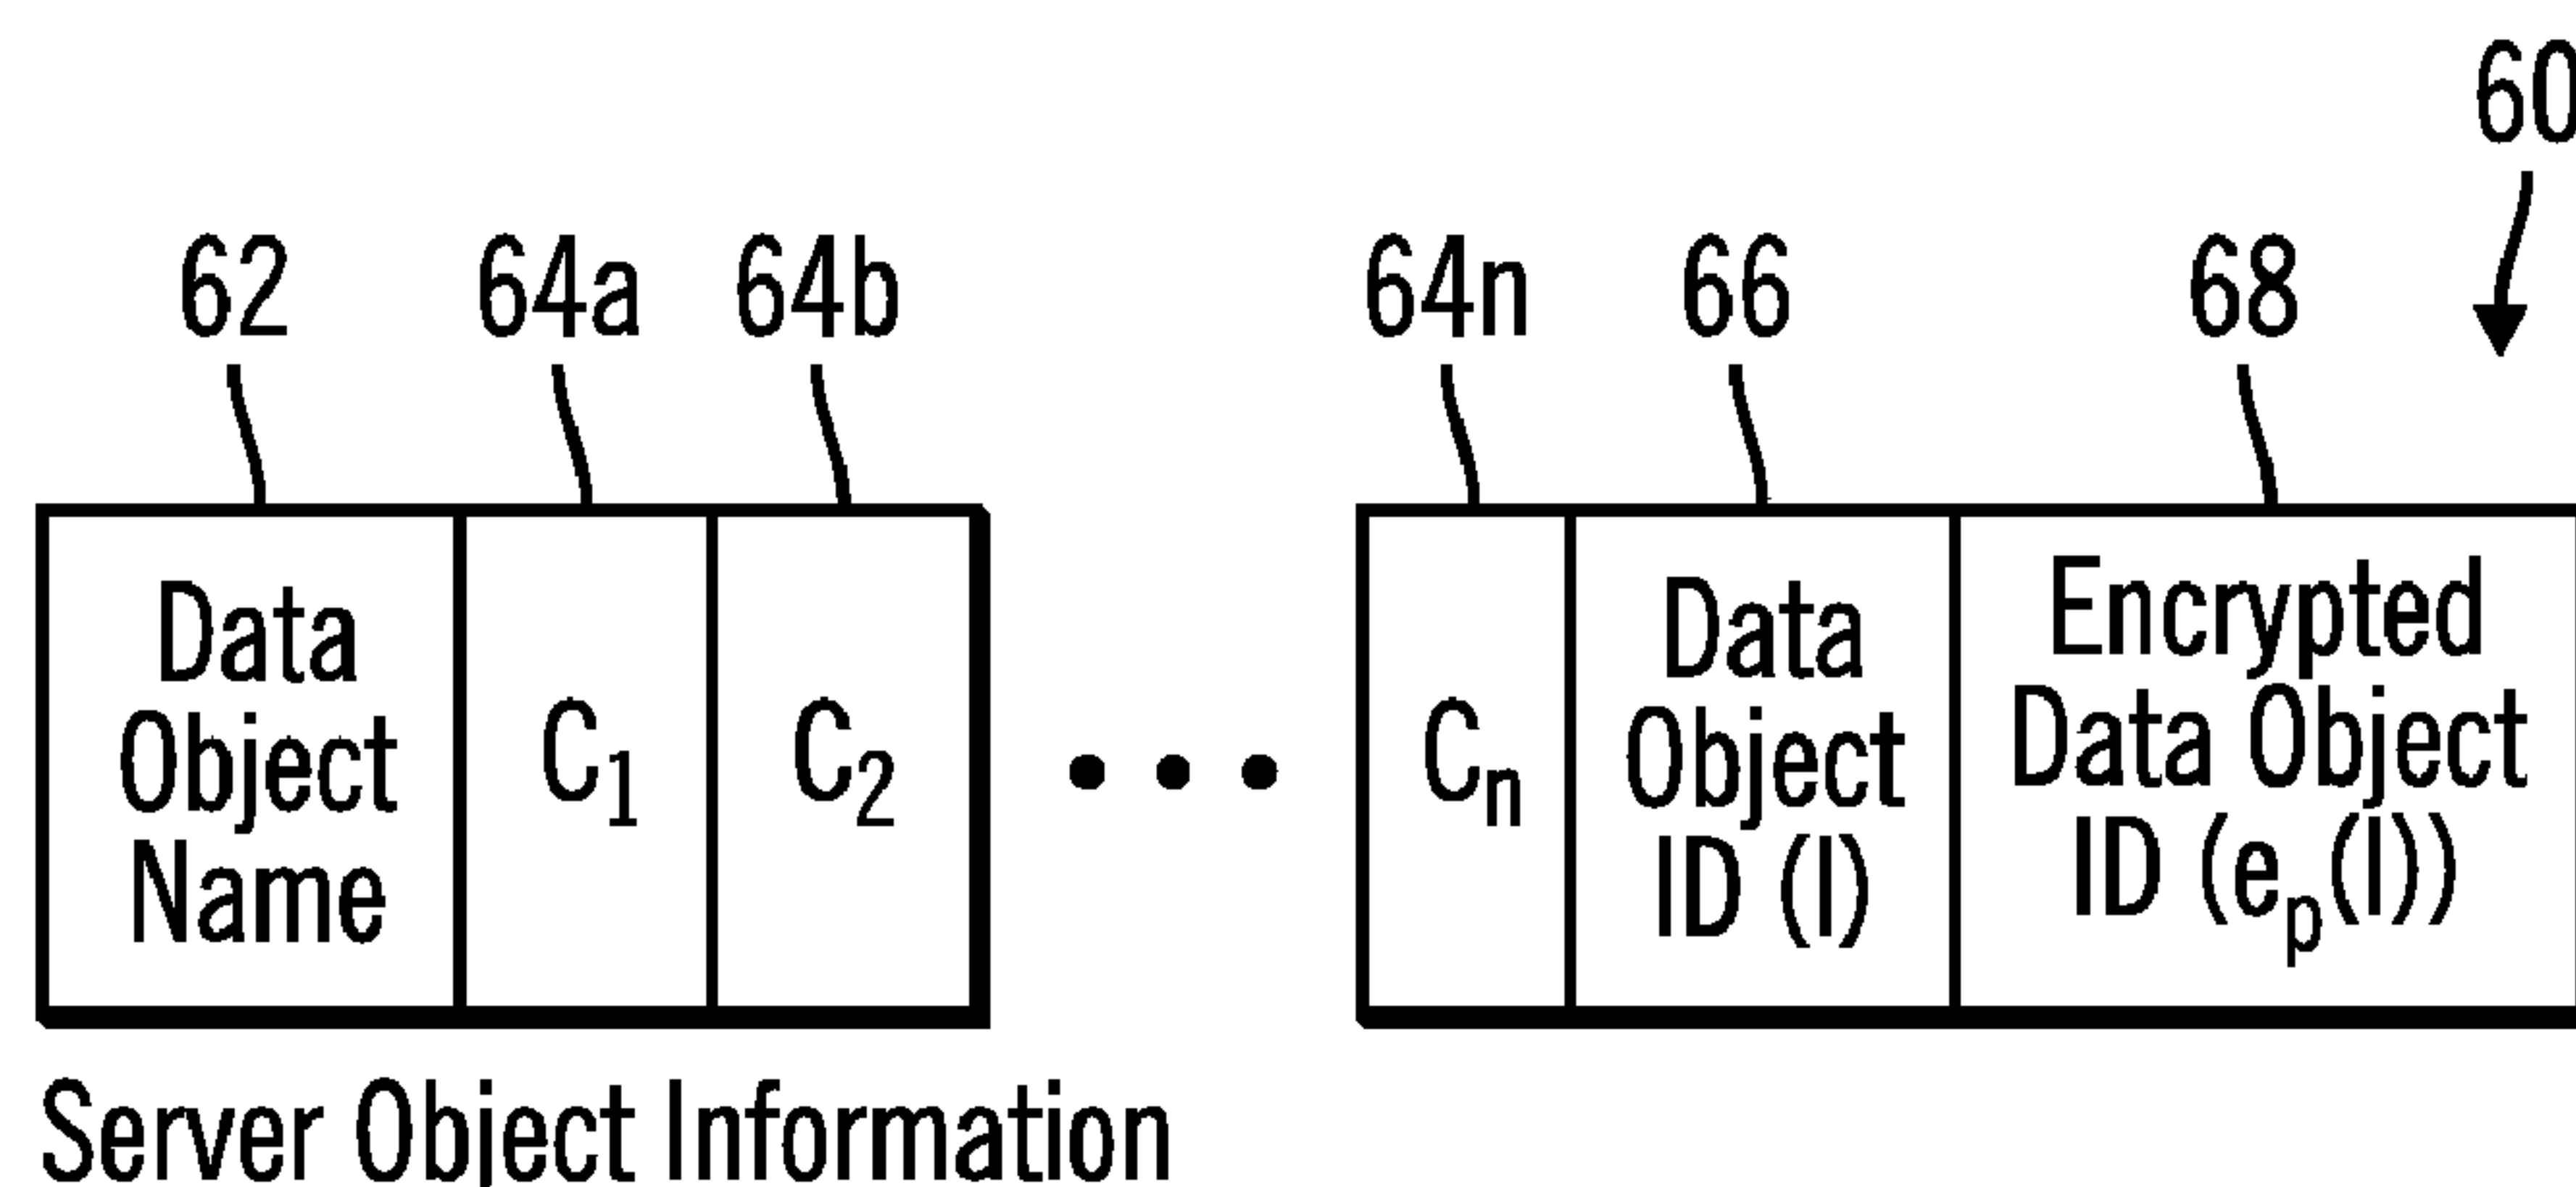 60
62 64a 64b 64n 66 68
Data Object Name
C1
C2
Cn
Data Object ID (I)
Encrypted Data Object ID (ep(I))
Server Object Information